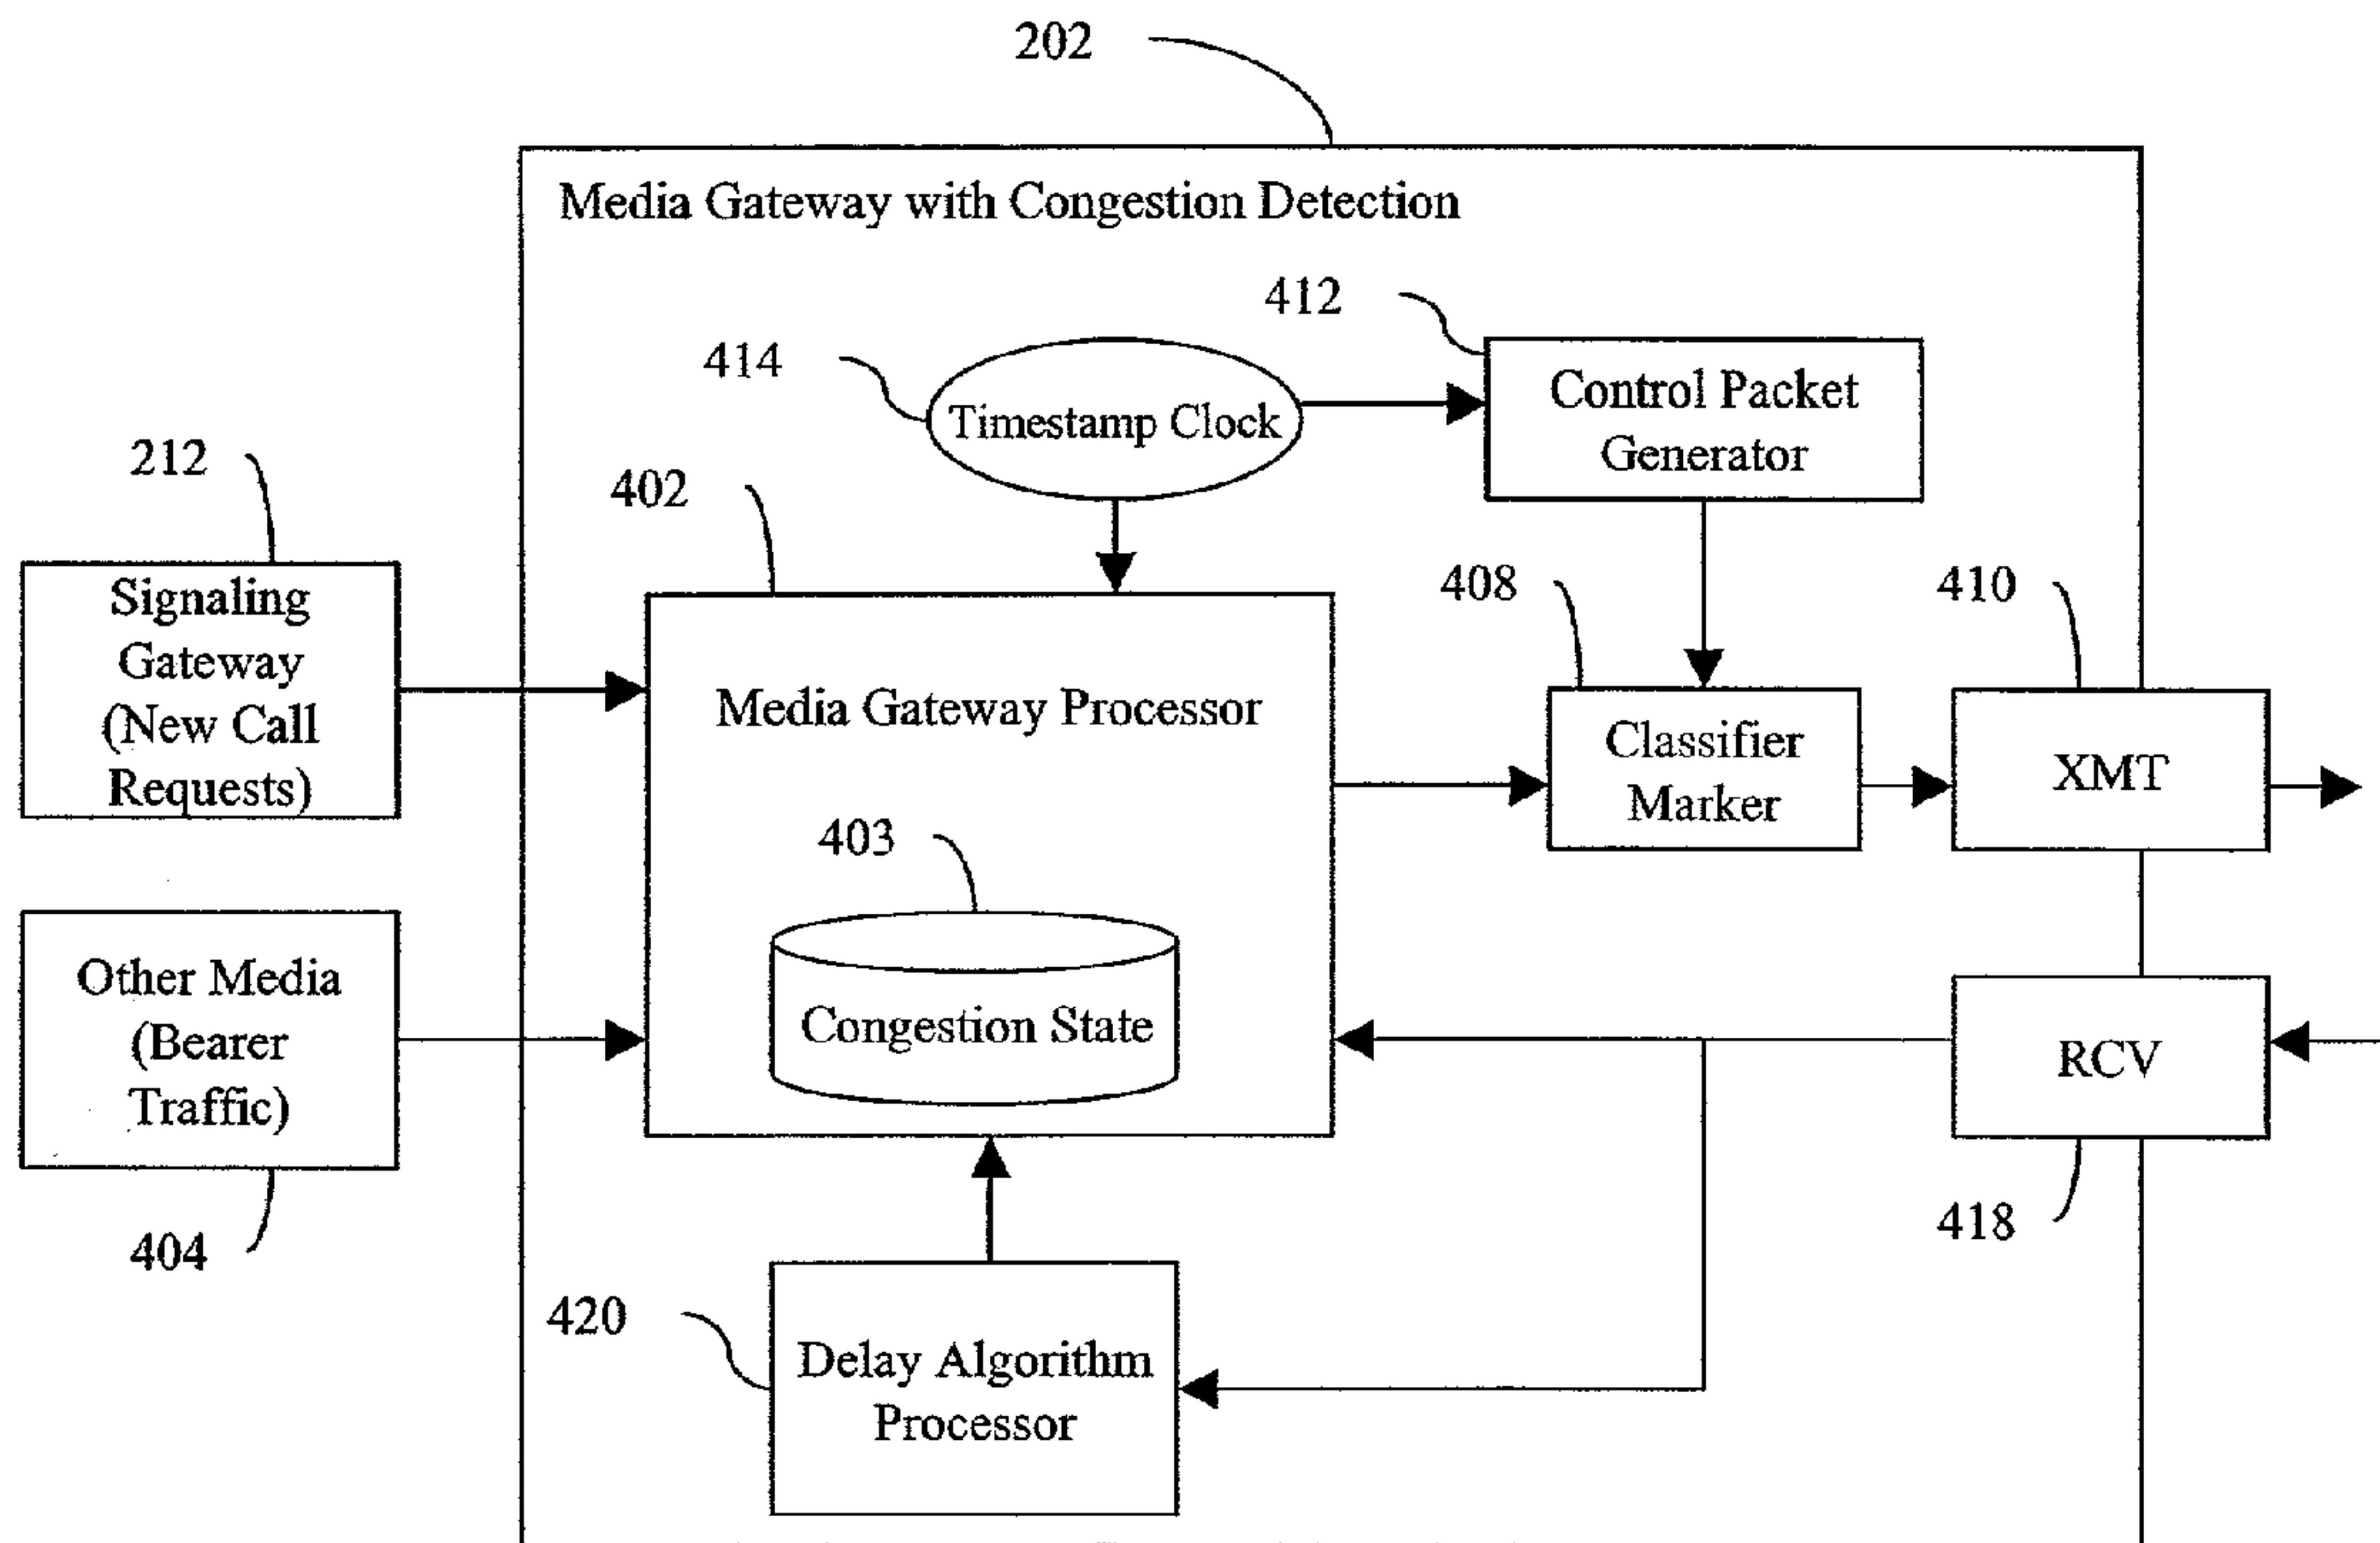 202
Media Gateway with Congestion Detection
412
414
Timestamp Clock
Control Packet
Generator
212
402
408
410
Signaling
Gateway
(New Call
Requests)
Media Gateway Processor
Classifier
Marker
XMT
403
Other Media
(Bearer
Traffic)
Congestion State
RCV
404
418
420
Delay Algorithm
Processor